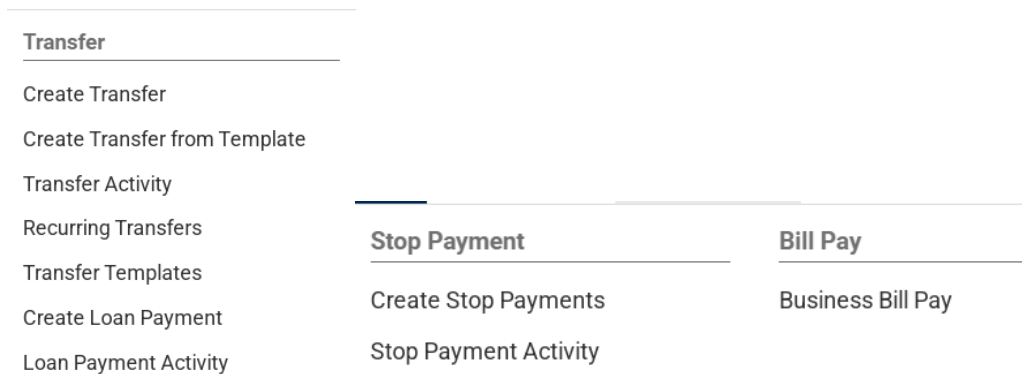 Transfer
Create Transfer
Create Transfer from Template
Transfer Activity
Recurring Transfers
Transfer Templates
Create Loan Payment
Loan Payment Activity
Stop Payment
Create Stop Payments
Stop Payment Activity
Bill Pay
Business Bill Pay